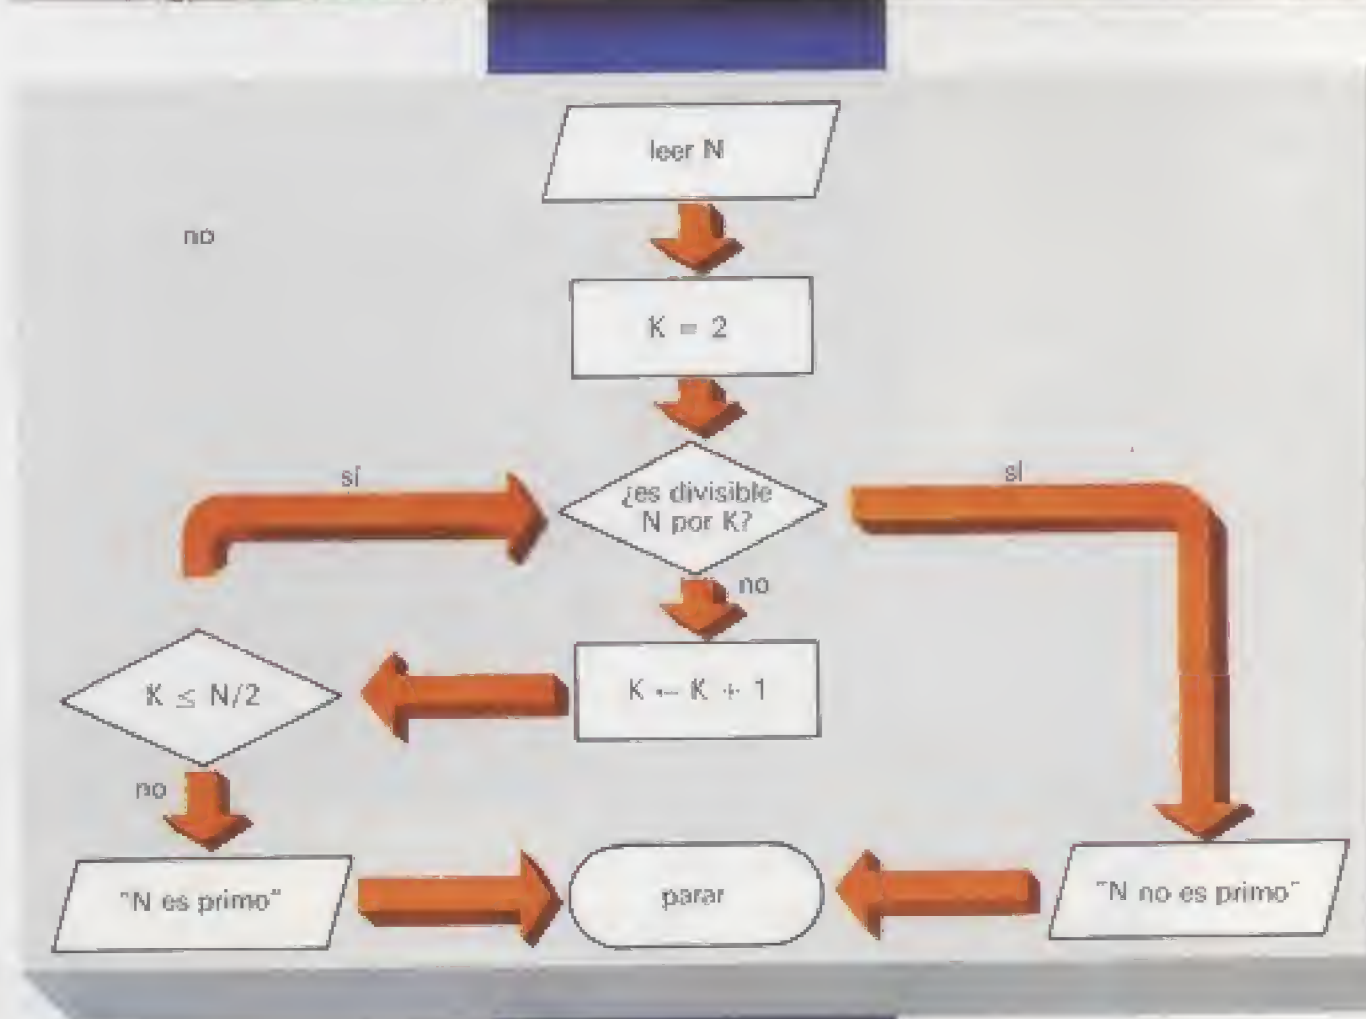 leer N
no
K = 2
sí
¿es divisible
N por K?
sí
no
K ≤ N/2
K ← K + 1
no
"N es primo"
parar
"N no es primo"